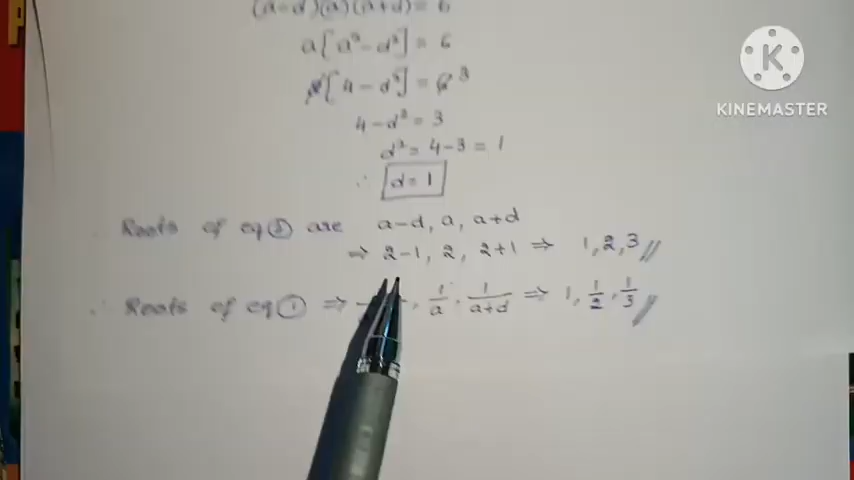 (a-d)(a)(a+d) = 6
a[a²-d²] = 6
2[4-d²] = 6 3
4-d² = 3
d² = 4-3 = 1
∴ d=1
∴ Roots of eq② are a-d, a, a+d
⇒ 2-1, 2, 2+1 ⇒ 1,2,3//
∴ Roots of eq① ⇒ , 1/a, 1/(a+d) ⇒ 1, 1/2, 1/3//
K
KINEMASTER